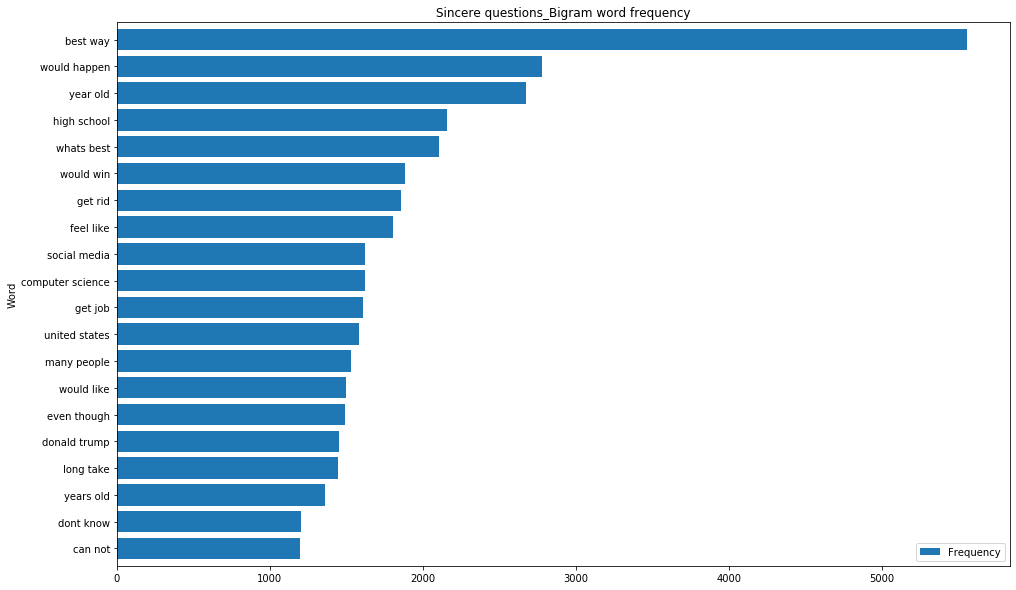 Sincere questions_Bigram word frequency
best way
would happen
year old
high school
whats best
would win
get rid
feel like
social media
computer science
get job
united states
many people
would like
even though
donald trump
long take
years old
dont know
can not
Word
Frequency
0 1000 2000 3000 4000 5000